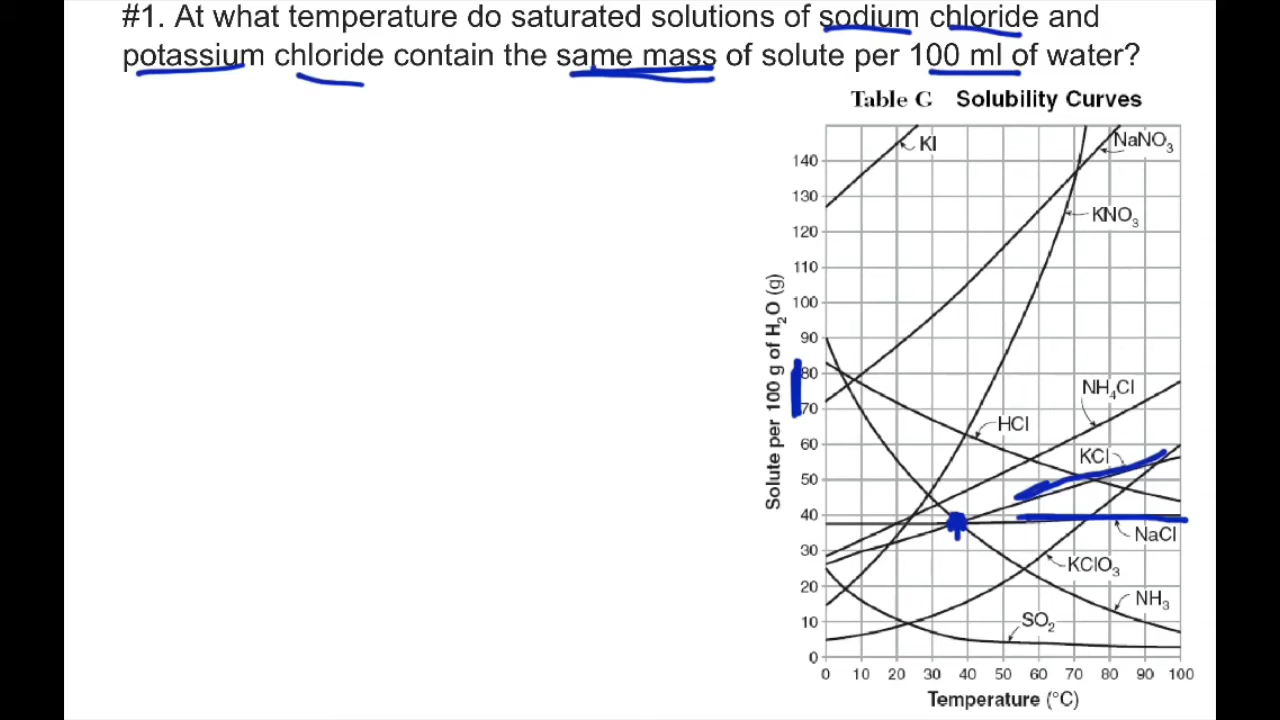 #1. At what temperature do saturated solutions of sodium chloride and
potassium chloride contain the same mass of solute per 100 ml of water?
Table G Solubility Curves
Solute per 100 g of H₂O (g)
140
130
120
110
100
90
80
70
60
50
40
30
20
10
0
KI
NaNO₃
KNO₃
NH₄Cl
HCl
KCl
NaCl
KClO₃
NH₃
SO₂
0 10 20 30 40 50 60 70 80 90 100
Temperature (°C)